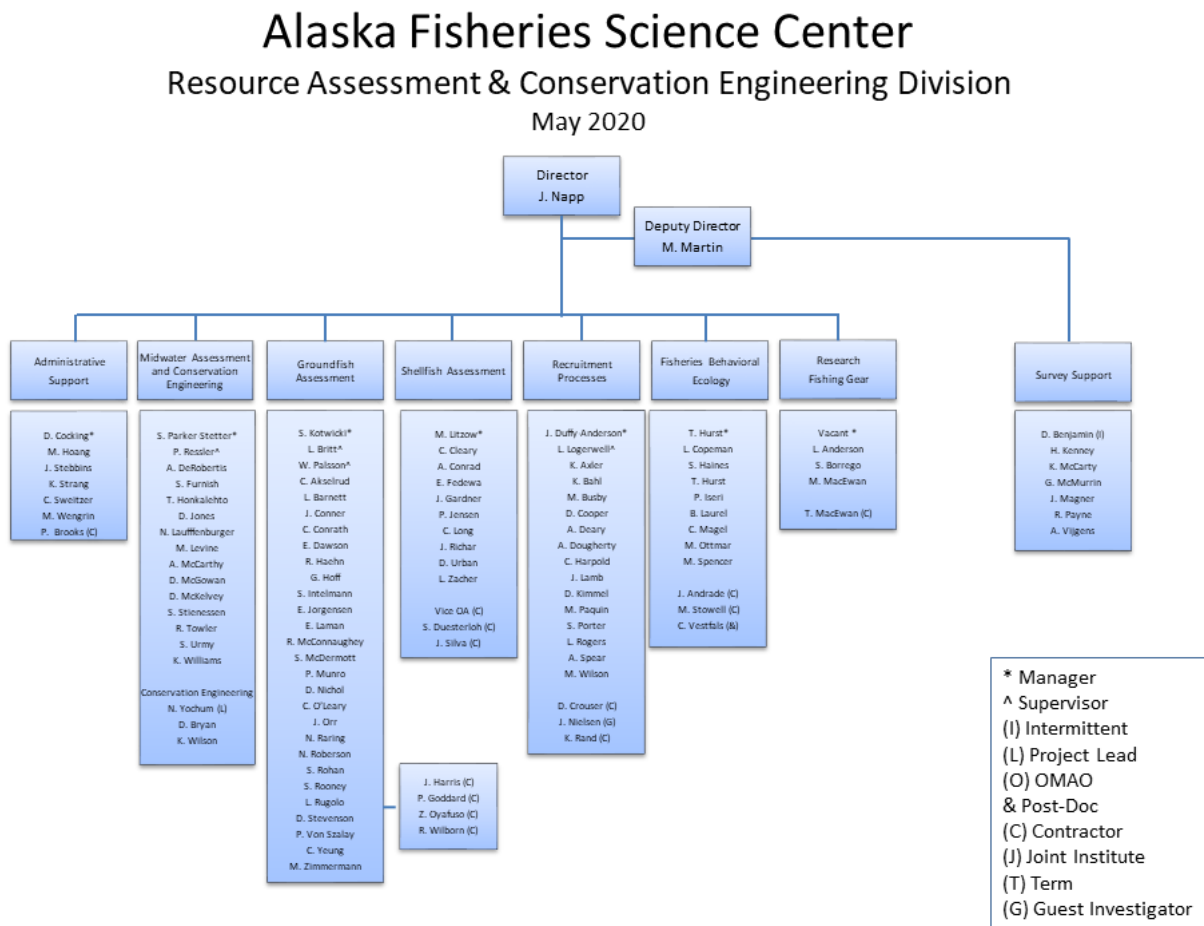 Alaska Fisheries Science Center
Resource Assessment & Conservation Engineering Division
May 2020
Director
J. Napp
Deputy Director
M. Martin
Administrative
Support
D. Cocking*
M. Hoang
J. Stebbins
K. Strang
C. Sweitzer
M. Wengrin
P. Brooks (C)
Midwater Assessment
and Conservation
Engineering
S. Parker Stetter*
P. Ressler^
A. DeRobertis
S. Furnish
T. Honkalehto
D. Jones
N. Laufffenburger
M. Levine
A. McCarthy
D. McGowan
D. McKelvey
S. Stienessen
R. Towler
S. Urmy
K. Williams
Conservation Engineering
N. Yochum (L)
D. Bryan
K. Wilson
Groundfish
Assessment
S. Kotwicki*
L. Britt^
W. Palsson^
C. Akselrud
L. Barnett
J. Conner
C. Conrath
E. Dawson
R. Haehn
G. Hoff
S. Intelmann
E. Jorgensen
E. Laman
R. McConnaughey
S. McDermott
P. Munro
D. Nichol
C. O'Leary
J. Orr
N. Raring
N. Roberson
S. Rohan
S. Rooney
L. Rugolo
D. Stevenson
P. Von Szalay
C. Yeung
M. Zimmermann
J. Harris (C)
P. Goddard (C)
Z. Oyafuso (C)
R. Wilborn (C)
Shellfish Assessment
M. Litzow*
C. Cleary
A. Conrad
E. Fedewa
J. Gardner
P. Jensen
C. Long
J. Richar
D. Urban
L. Zacher
Vice OA (C)
S. Duesterloh (C)
J. Silva (C)
Recruitment
Processes
J. Duffy-Anderson*
L. Logerwell^
K. Axler
K. Bahl
M. Busby
D. Cooper
A. Deary
A. Dougherty
C. Harpold
J. Lamb
D. Kimmel
M. Paquin
S. Porter
L. Rogers
A. Spear
M. Wilson
D. Crouser (C)
J. Nielsen (G)
K. Rand (C)
Fisheries Behavioral
Ecology
T. Hurst*
L. Copeman
S. Haines
T. Hurst
P. Iseri
B. Laurel
C. Magel
M. Ottmar
M. Spencer
J. Andrade (C)
M. Stowell (C)
C. Vestfals (&)
Research
Fishing Gear
Vacant *
L. Anderson
S. Borrego
M. MacEwan
T. MacEwan (C)
Survey Support
D. Benjamin (I)
H. Kenney
K. McCarty
G. McMurrin
J. Magner
R. Payne
A. Vijgens
* Manager
^ Supervisor
(I) Intermittent
(L) Project Lead
(O) OMAO
& Post-Doc
(C) Contractor
(J) Joint Institute
(T) Term
(G) Guest Investigator